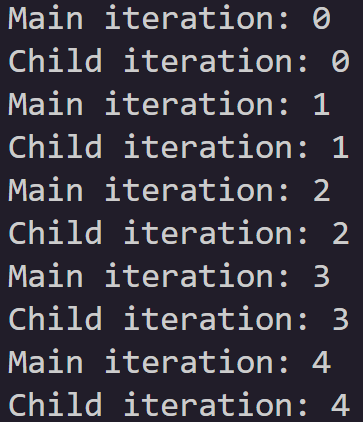 Main iteration: 0
Child iteration: 0
Main iteration: 1
Child iteration: 1
Main iteration: 2
Child iteration: 2
Main iteration: 3
Child iteration: 3
Main iteration: 4
Child iteration: 4